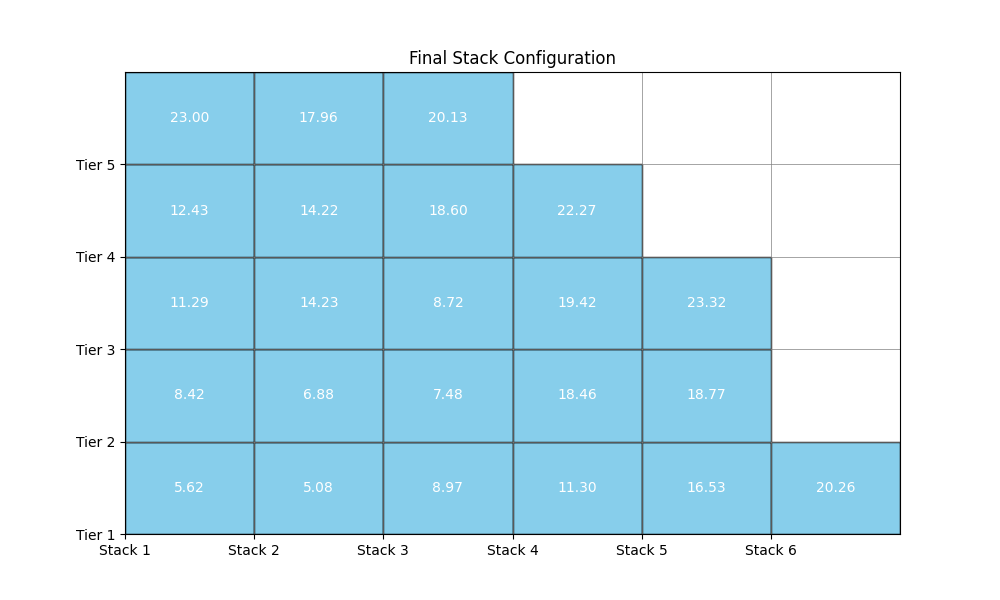 Final Stack Configuration
23.00 17.96 20.13
Tier 5
12.43 14.22 18.60 22.27
Tier 4
11.29 14.23 8.72 19.42 23.32
Tier 3
8.42 6.88 7.48 18.46 18.77
Tier 2
5.62 5.08 8.97 11.30 16.53 20.26
Tier 1
Stack 1 Stack 2 Stack 3 Stack 4 Stack 5 Stack 6